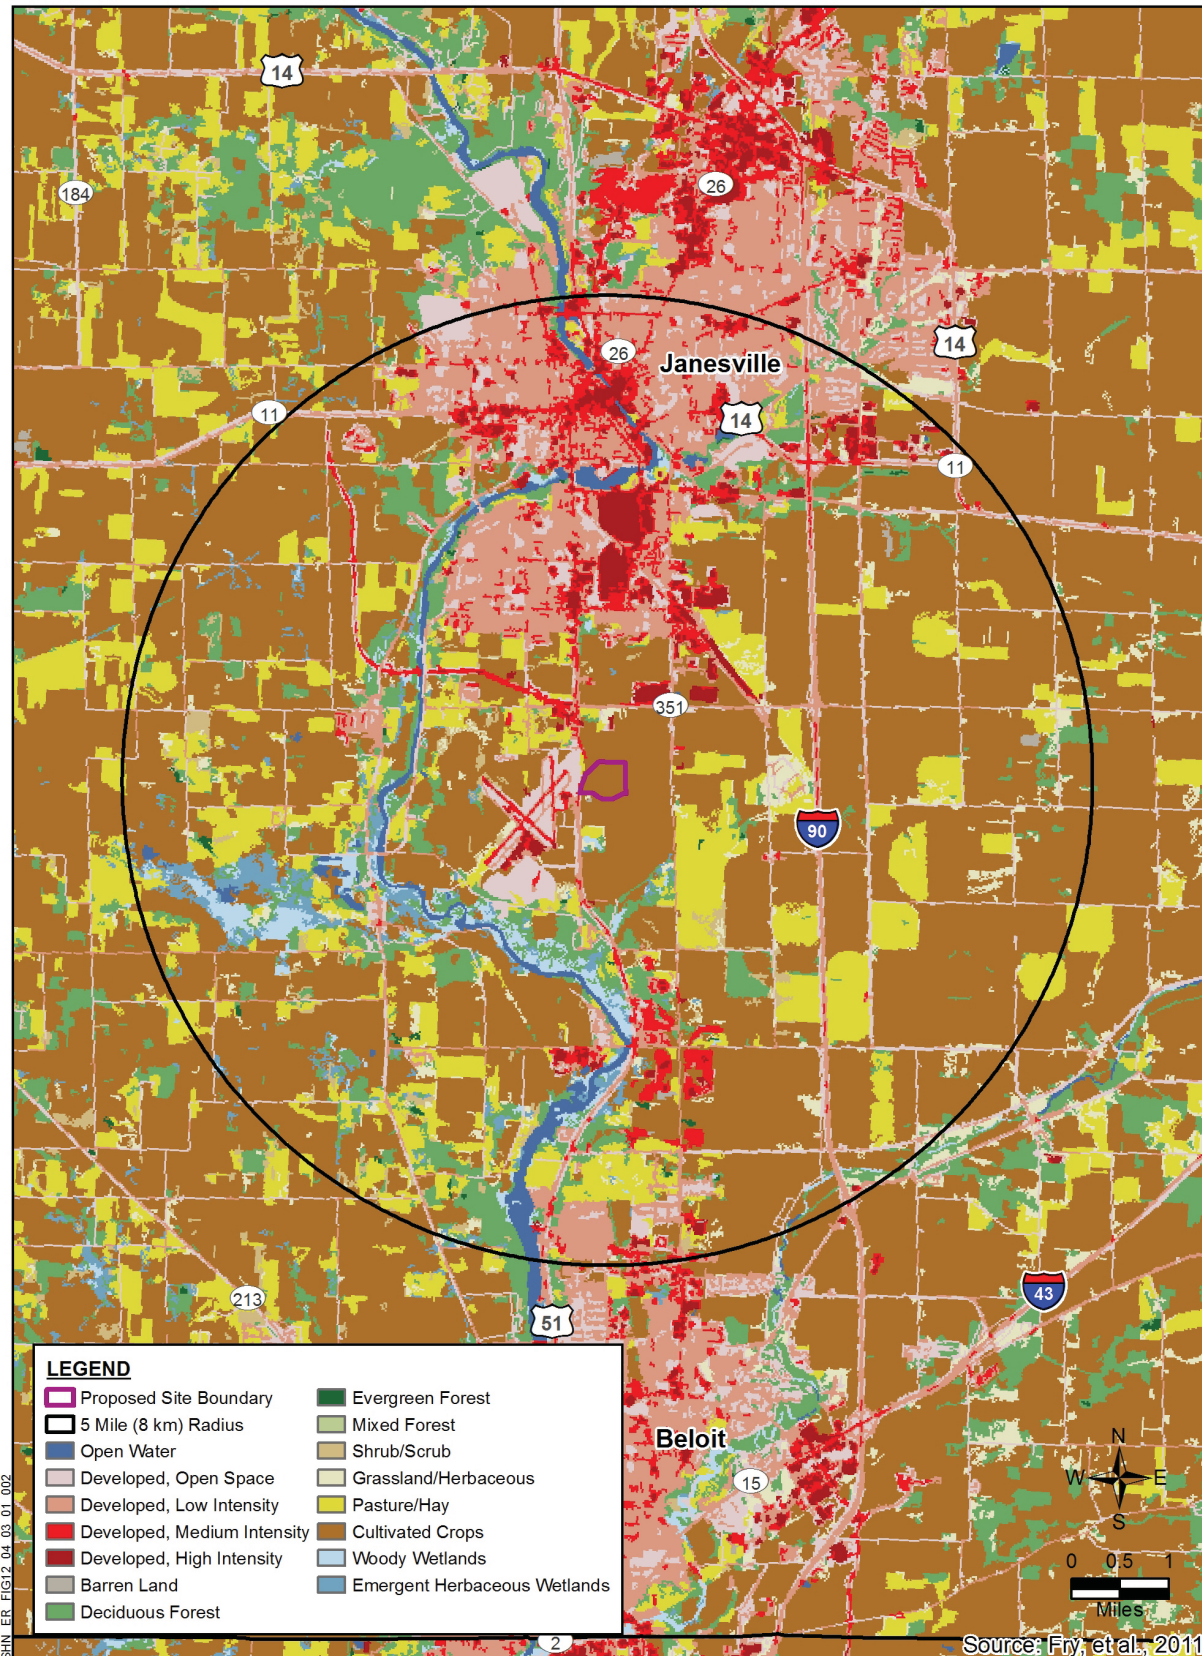 14
26
184
26
Janesville
14
14
11
11
351
90
213
43
51
LEGEND
Proposed Site Boundary
5 Mile (8 km) Radius
Open Water
Developed, Open Space
Developed, Low Intensity
Developed, Medium Intensity
Developed, High Intensity
Barren Land
Deciduous Forest
Evergreen Forest
Mixed Forest
Shrub/Scrub
Grassland/Herbaceous
Pasture/Hay
Cultivated Crops
Woody Wetlands
Emergent Herbaceous Wetlands
Beloit
15
N
W E
S
0 0.5 1
Miles
2
Source: Fry, et al., 2011
SHN_ER_FIG12_04_03_01_002